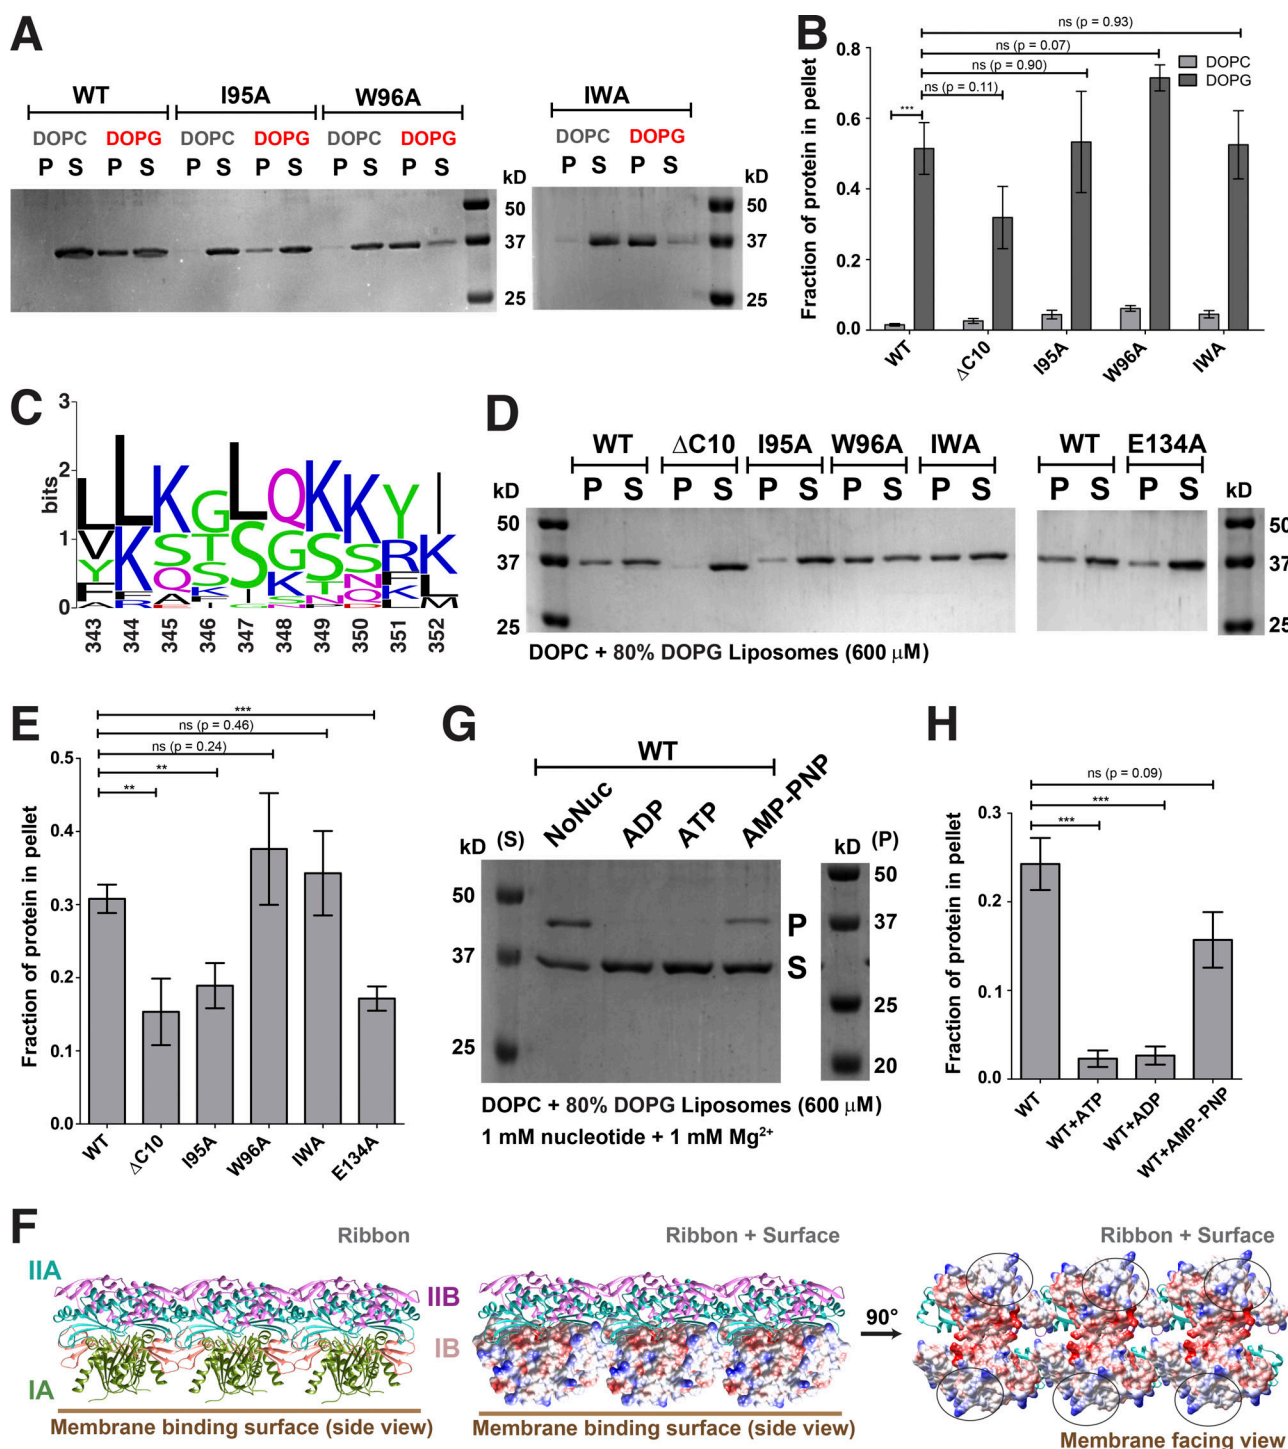 A
WT I95A W96A IWA
DOPC DOPG DOPC DOPG DOPC DOPG DOPC DOPG
P S P S P S P S P S P S P S P S
kD
50
37
25
kD
50
37
25
B
ns (p = 0.93)
ns (p = 0.07)
ns (p = 0.90)
ns (p = 0.11)
***
DOPC
DOPG
Fraction of protein in pellet
0.8
0.6
0.4
0.2
0.0
WT ΔC10 I95A W96A IWA
C
bits
3
2
1
0
343 344 345 346 347 348 349 350 351 352
D
WT ΔC10 I95A W96A IWA WT E134A
kD P S P S P S P S P S P S P S kD
50
37
25
50
37
25
DOPC + 80% DOPG Liposomes (600 μM)
E
***
ns (p = 0.46)
ns (p = 0.24)
**
**
Fraction of protein in pellet
0.5
0.4
0.3
0.2
0.1
0.0
WT ΔC10 I95A W96A IWA E134A
G
WT
NoNuc ADP ATP AMP-PNP
kD (S)
50
37
25
P
S
kD (P)
50
37
25
20
DOPC + 80% DOPG Liposomes (600 μM)
1 mM nucleotide + 1 mM Mg²⁺
H
ns (p = 0.09)
***
***
Fraction of protein in pellet
0.3
0.2
0.1
0.0
WT WT+ATP WT+ADP WT+AMP-PNP
F
Ribbon
IIA
IA
IIB
IB
Membrane binding surface (side view)
Ribbon + Surface
Membrane binding surface (side view)
90°
Ribbon + Surface
Membrane facing view